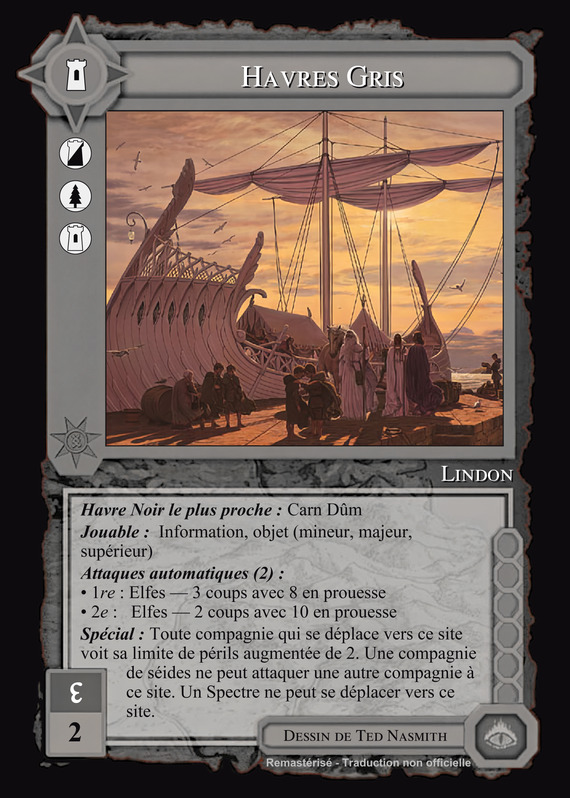 HAVRES GRIS
LINDON
Havre Noir le plus proche : Carn Dûm
Jouable : Information, objet (mineur, majeur,
supérieur)
Attaques automatiques (2) :
• 1re : Elfes — 3 coups avec 8 en prouesse
• 2e : Elfes — 2 coups avec 10 en prouesse
Spécial : Toute compagnie qui se déplace vers ce site
voit sa limite de périls augmentée de 2. Une compagnie
de séides ne peut attaquer une autre compagnie à
ce site. Un Spectre ne peut se déplacer vers ce
site.
ε
2
DESSIN DE TED NASMITH
Remastérisé - Traduction non officielle